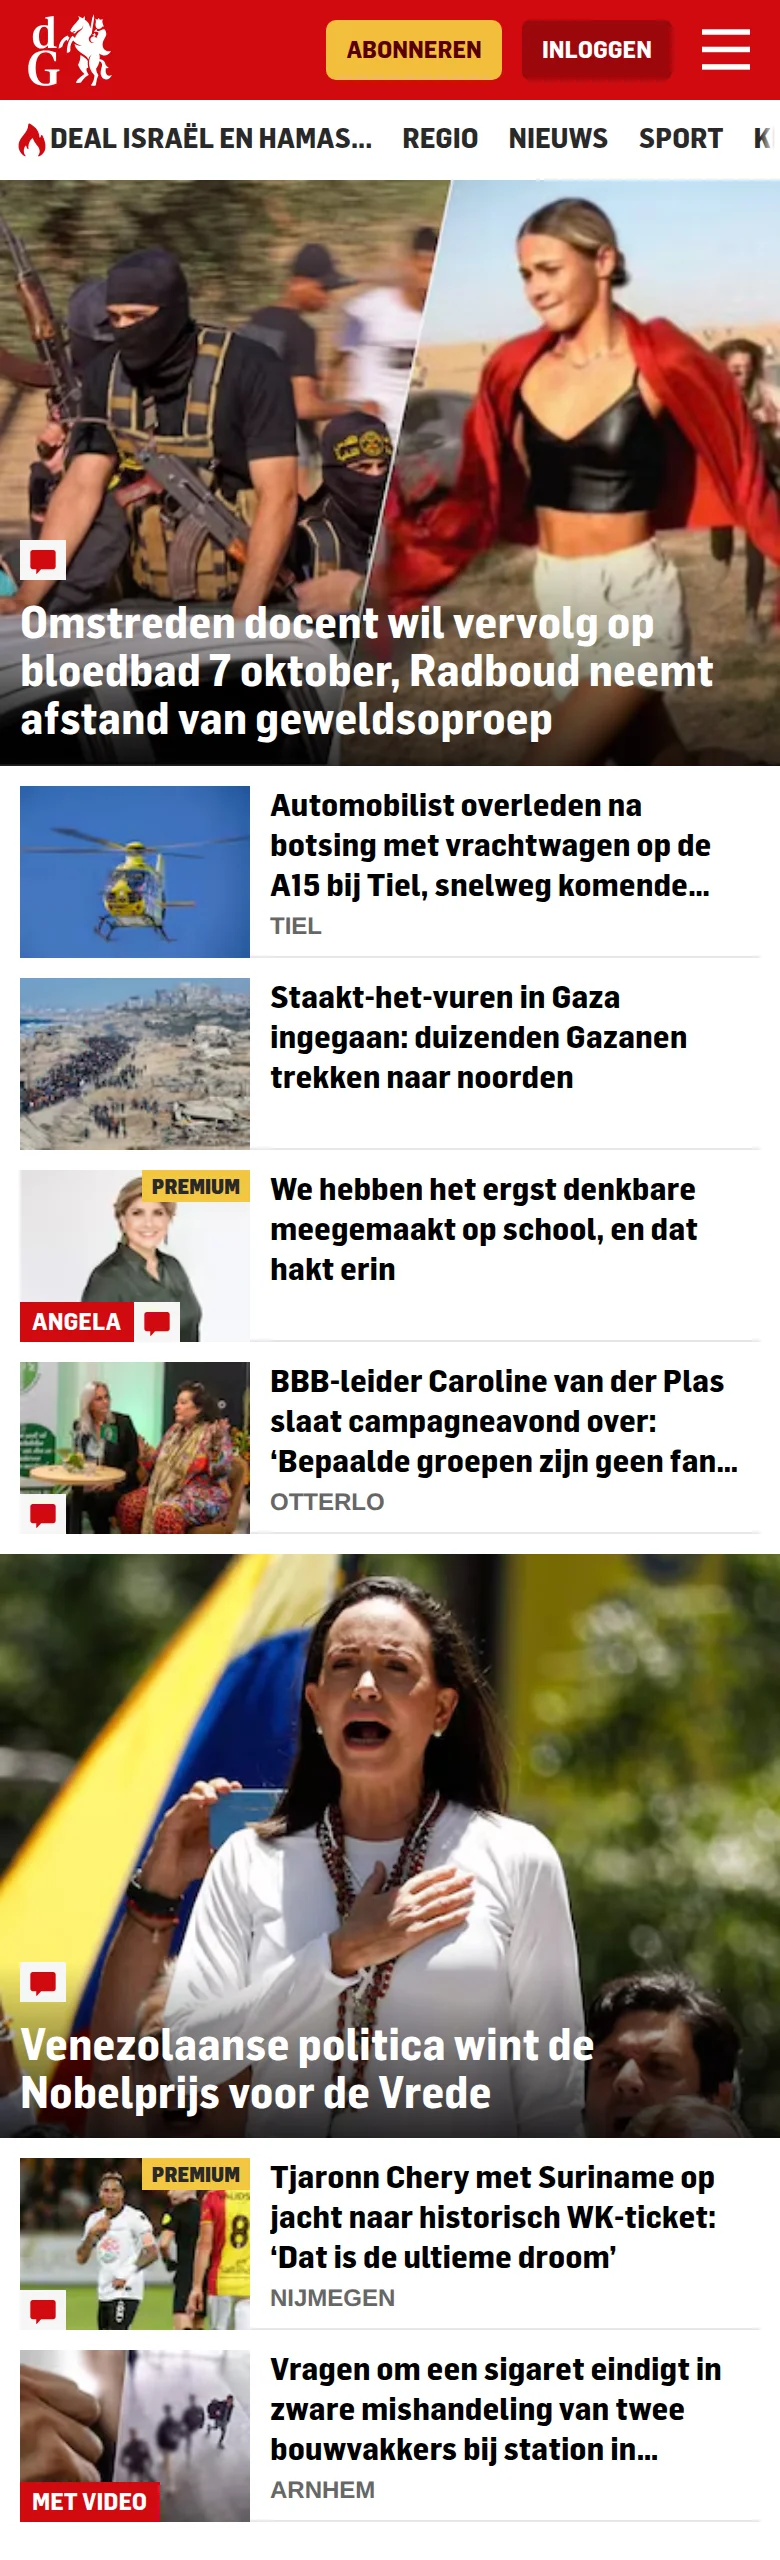 dG
ABONNEREN
INLOGGEN
DEAL ISRAËL EN HAMAS...
REGIO
NIEUWS
SPORT
Omstreden docent wil vervolg op
bloedbad 7 oktober, Radboud neemt
afstand van geweldsoproep
Automobilist overleden na
botsing met vrachtwagen op de
A15 bij Tiel, snelweg komende...
TIEL
Staakt-het-vuren in Gaza
ingegaan: duizenden Gazanen
trekken naar noorden
PREMIUM
ANGELA
We hebben het ergst denkbare
meegemaakt op school, en dat
hakt erin
BBB-leider Caroline van der Plas
slaat campagneavond over:
‘Bepaalde groepen zijn geen fan...
OTTERLO
Venezolaanse politica wint de
Nobelprijs voor de Vrede
PREMIUM
8
Tjaronn Chery met Suriname op
jacht naar historisch WK-ticket:
‘Dat is de ultieme droom’
NIJMEGEN
MET VIDEO
Vragen om een sigaret eindigt in
zware mishandeling van twee
bouwvakkers bij station in...
ARNHEM